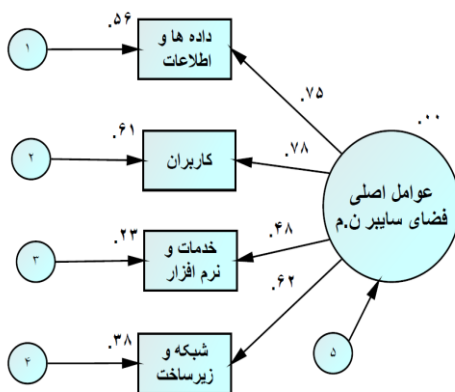 ۱
.۵۶
داده ها و
اطلاعات
.۷۵
.۰۰
۲
.۶۱
کاربران
.۷۸
عوامل اصلی
فضای سایبر ن.م
۳
.۲۳
خدمات و
نرم افزار
.۴۸
.۶۲
۴
.۳۸
شبکه و
زیرساخت
۵